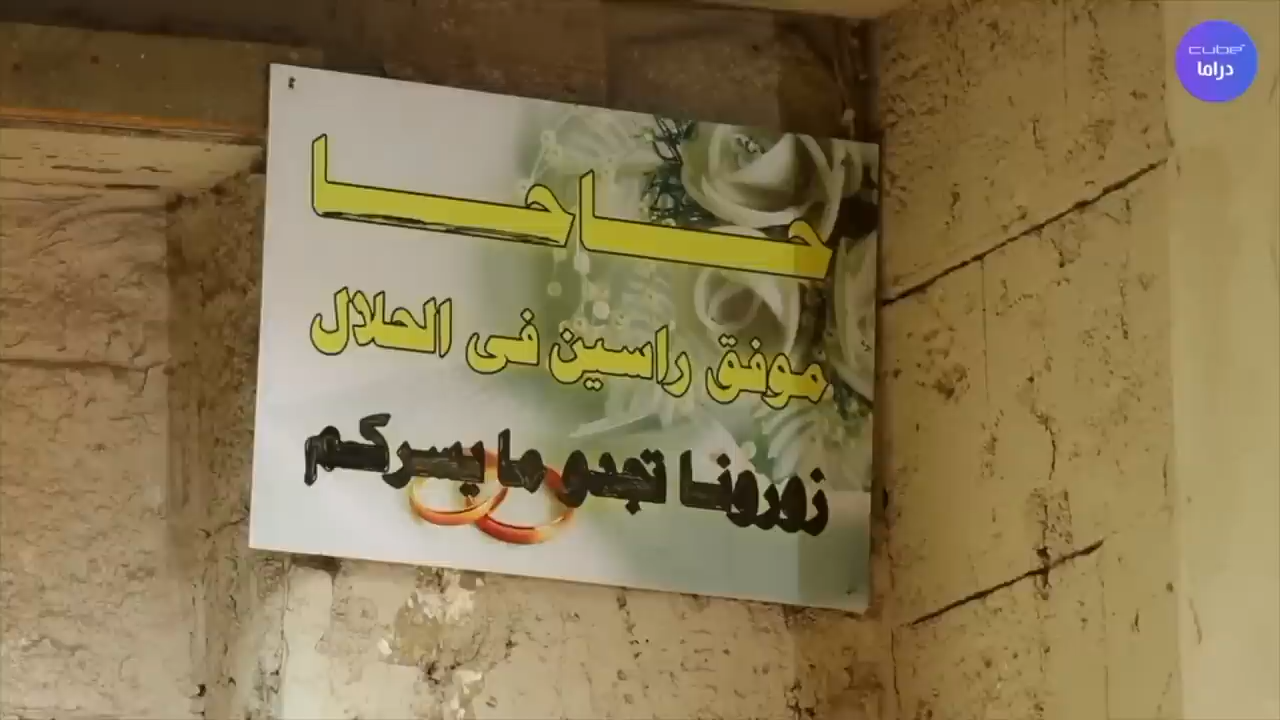 حاحا
موفق راسين فى الحلال
زورونا تجدو ما يسركم
cube
دراما